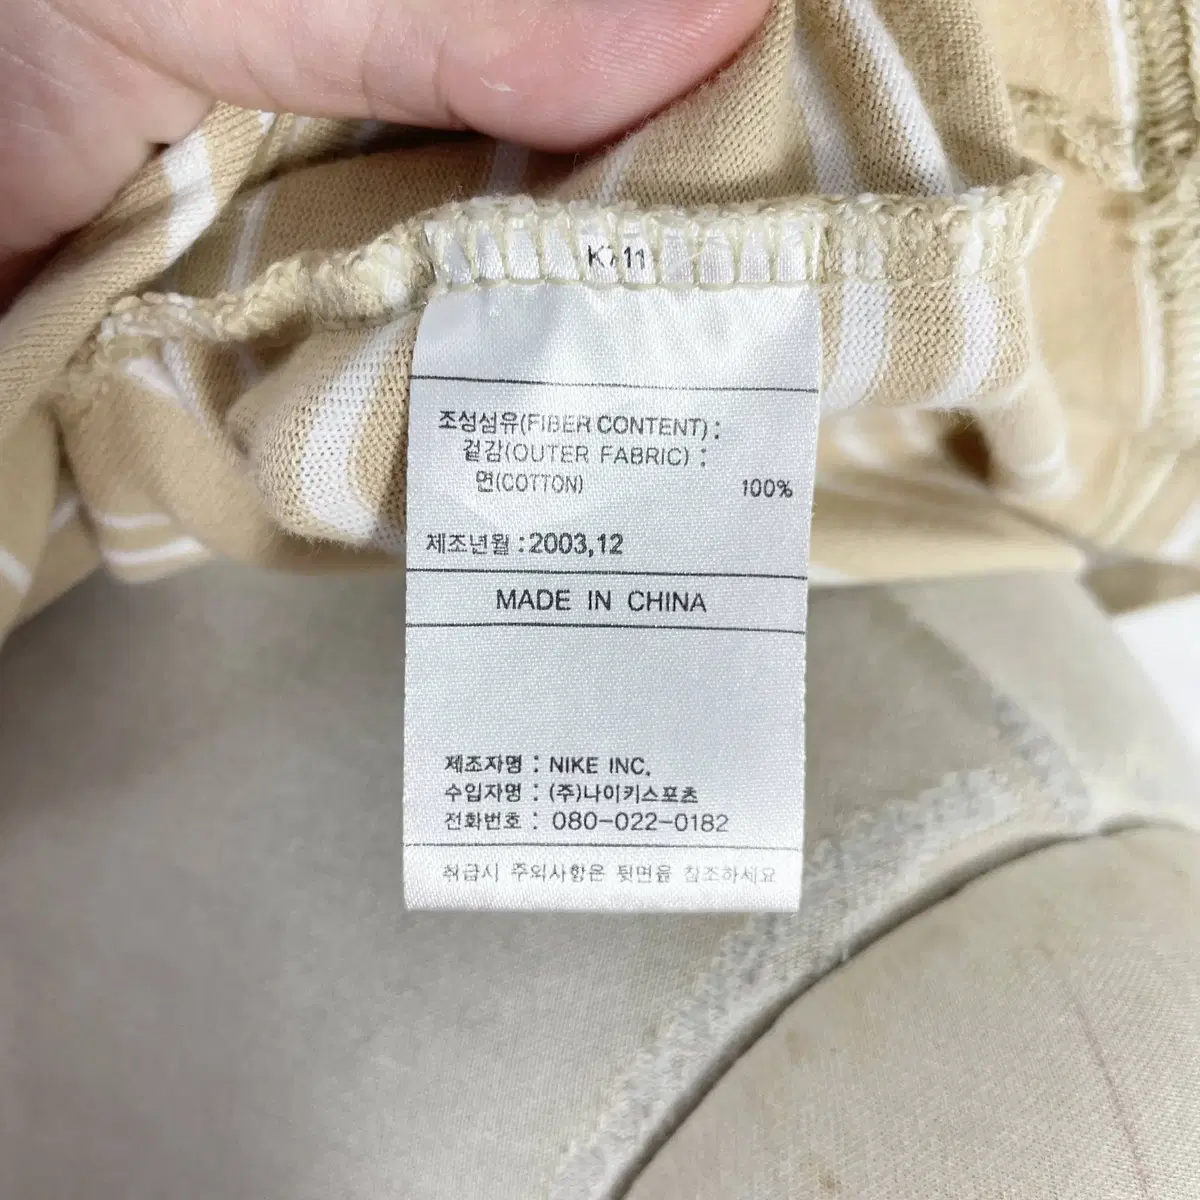 K711
조성섬유(FIBER CONTENT) :
겉감(OUTER FABRIC) :
면(COTTON) 100%
제조년월 : 2003,12
MADE IN CHINA
제조자명 : NIKE INC.
수입자명 : (주)나이키스포츠
전화번호 : 080-022-0182
취급시 주의사항은 뒷면을 참조하세요